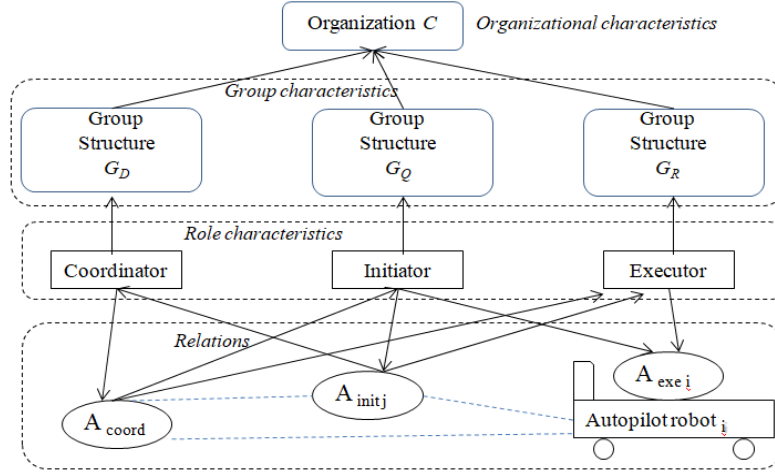 Organization C
Organizational characteristics
Group characteristics
Group
Structure
G_D
Group
Structure
G_Q
Group
Structure
G_R
Role characteristics
Coordinator
Initiator
Executor
Relations
A coord
A init j
A exe i
Autopilot robot i